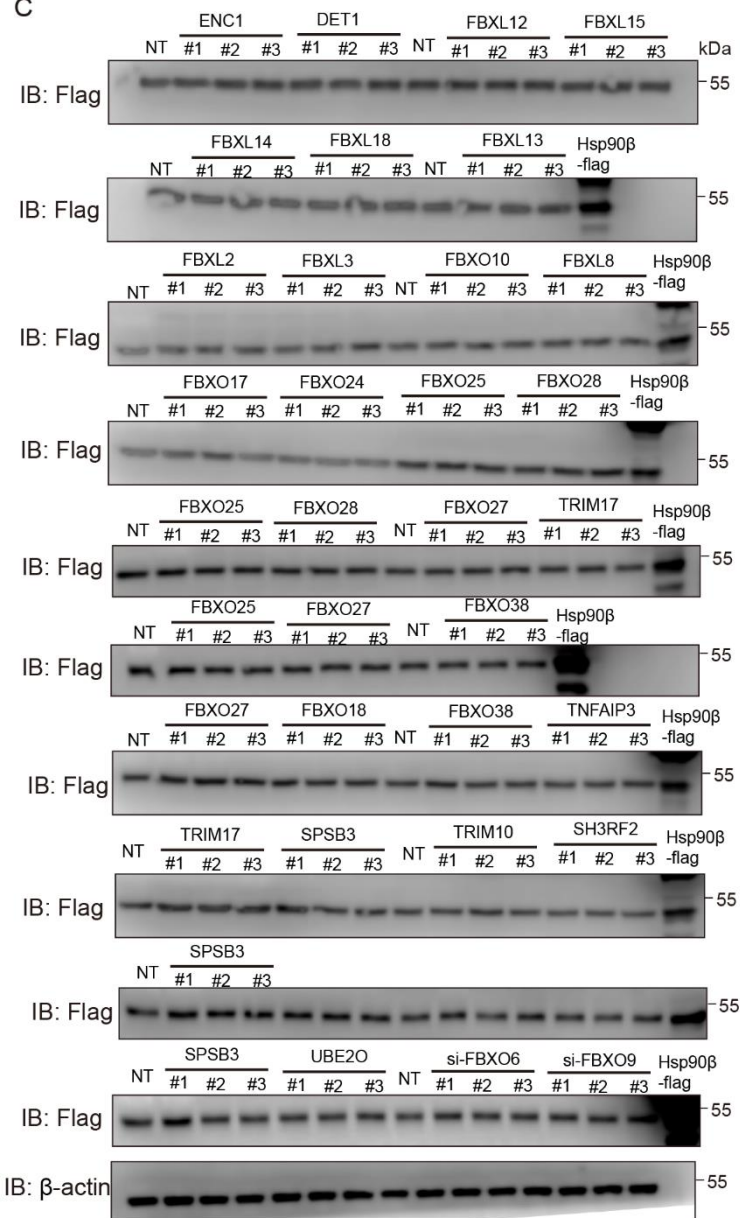 C
ENC1 DET1 FBXL12 FBXL15
NT #1 #2 #3 #1 #2 #3 NT #1 #2 #3 #1 #2 #3 kDa
IB: Flag 55
FBXL14 FBXL18 FBXL13 Hsp90β
NT #1 #2 #3 #1 #2 #3 NT #1 #2 #3 -flag
IB: Flag 55
FBXL2 FBXL3 FBXO10 FBXL8 Hsp90β
NT #1 #2 #3 #1 #2 #3 NT #1 #2 #3 #1 #2 #3 -flag
IB: Flag 55
FBXO17 FBXO24 FBXO25 FBXO28 Hsp90β
NT #1 #2 #3 #1 #2 #3 #1 #2 #3 #1 #2 #3 -flag
IB: Flag 55
FBXO25 FBXO28 FBXO27 TRIM17 Hsp90β
NT #1 #2 #3 #1 #2 #3 NT #1 #2 #3 #1 #2 #3 -flag
IB: Flag 55
FBXO25 FBXO27 FBXO38 Hsp90β
NT #1 #2 #3 #1 #2 #3 NT #1 #2 #3 -flag
IB: Flag 55
FBXO27 FBXO18 FBXO38 TNFAIP3 Hsp90β
NT #1 #2 #3 #1 #2 #3 NT #1 #2 #3 #1 #2 #3 -flag
IB: Flag 55
TRIM17 SPSB3 TRIM10 SH3RF2 Hsp90β
NT #1 #2 #3 #1 #2 #3 NT #1 #2 #3 #1 #2 #3 -flag
IB: Flag 55
SPSB3
NT #1 #2 #3
IB: Flag 55
SPSB3 UBE2O si-FBXO6 si-FBXO9 Hsp90β
NT #1 #2 #3 #1 #2 #3 NT #1 #2 #3 #1 #2 #3 -flag
IB: Flag 55
IB: β-actin 55